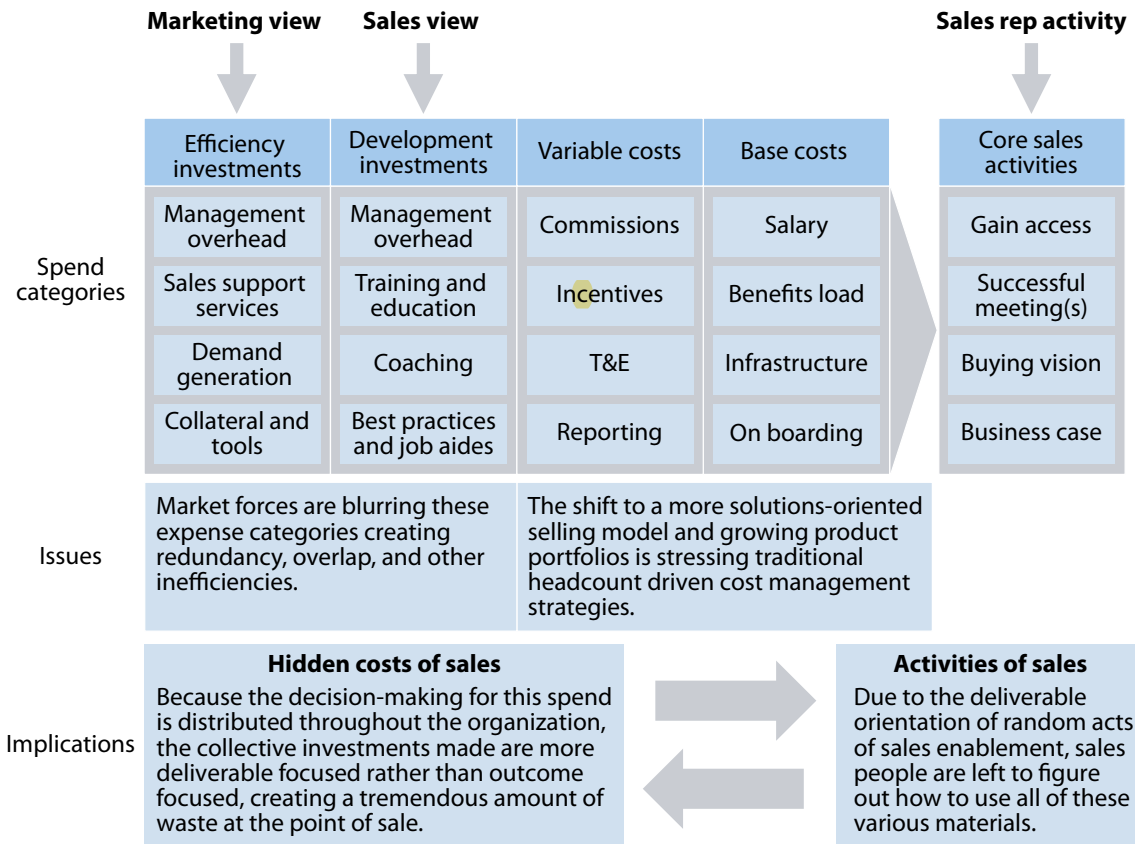 Marketing view
Sales view
Sales rep activity
Efficiency
investments
Development
investments
Variable costs
Base costs
Core sales
activities
Spend
categories
Management
overhead
Management
overhead
Commissions
Salary
Gain access
Sales support
services
Training and
education
Incentives
Benefits load
Successful
meeting(s)
Demand
generation
Coaching
T&E
Infrastructure
Buying vision
Collateral and
tools
Best practices
and job aides
Reporting
On boarding
Business case
Issues
Market forces are blurring these
expense categories creating
redundancy, overlap, and other
inefficiencies.
The shift to a more solutions-oriented
selling model and growing product
portfolios is stressing traditional
headcount driven cost management
strategies.
Implications
Hidden costs of sales
Because the decision-making for this spend
is distributed throughout the organization,
the collective investments made are more
deliverable focused rather than outcome
focused, creating a tremendous amount of
waste at the point of sale.
Activities of sales
Due to the deliverable
orientation of random acts
of sales enablement, sales
people are left to figure
out how to use all of these
various materials.